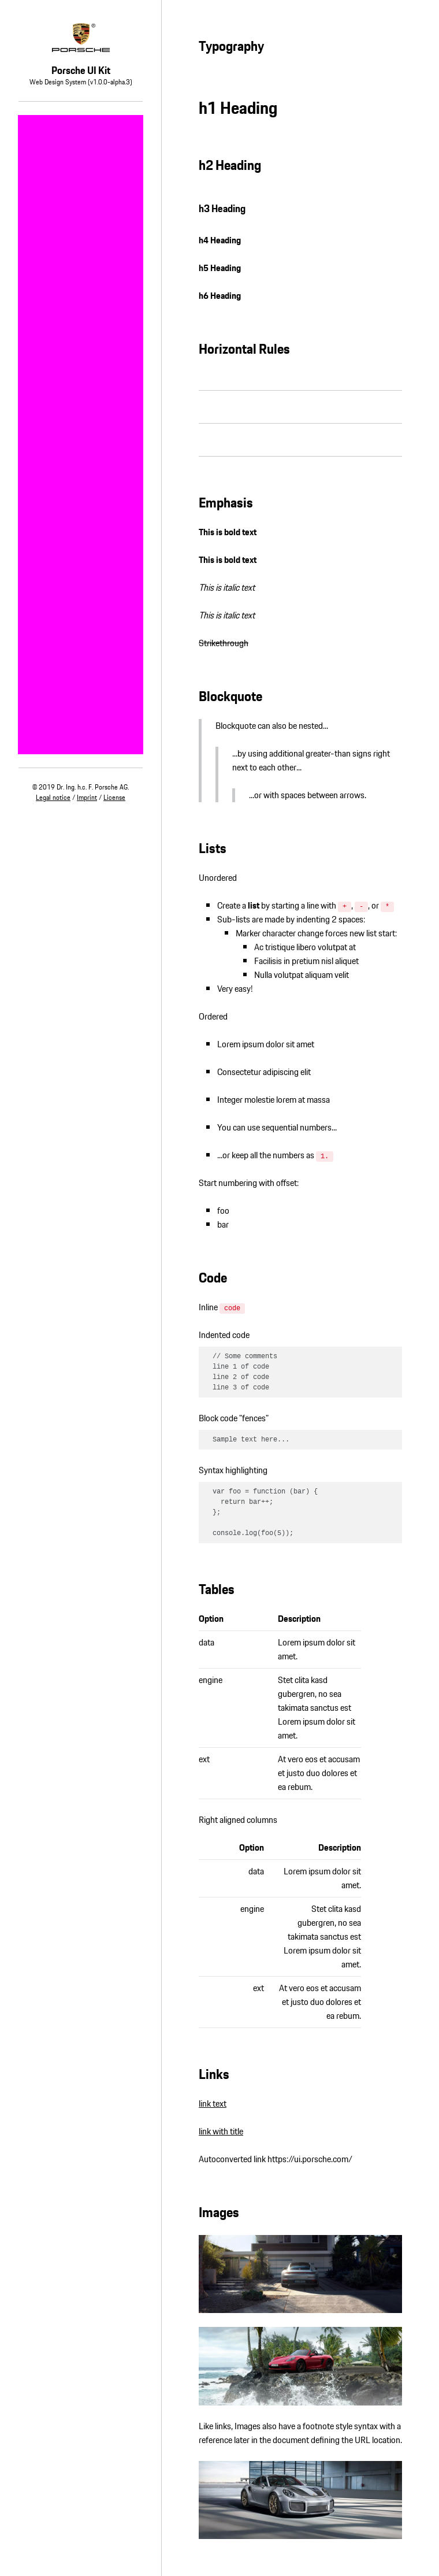 PORSCHE
Porsche UI Kit
Web Design System (v1.0.0-alpha.3)
© 2019 Dr. Ing. h.c. F. Porsche AG.
Legal notice / Imprint / License
Typography
h1 Heading
h2 Heading
h3 Heading
h4 Heading
h5 Heading
h6 Heading
Horizontal Rules
Emphasis
This is bold text
This is bold text
This is italic text
This is italic text
Strikethrough
Blockquote
Blockquote can also be nested...
...by using additional greater-than signs right
next to each other...
...or with spaces between arrows.
Lists
Unordered
Create a list by starting a line with +, -, or *
Sub-lists are made by indenting 2 spaces:
Marker character change forces new list start:
Ac tristique libero volutpat at
Facilisis in pretium nisl aliquet
Nulla volutpat aliquam velit
Very easy!
Ordered
Lorem ipsum dolor sit amet
Consectetur adipiscing elit
Integer molestie lorem at massa
You can use sequential numbers...
...or keep all the numbers as 1.
Start numbering with offset:
foo
bar
Code
Inline code
Indented code
// Some comments
line 1 of code
line 2 of code
line 3 of code
Block code "fences"
Sample text here...
Syntax highlighting
var foo = function (bar) {
return bar++;
};
console.log(foo(5));
Tables
Option Description
data Lorem ipsum dolor sit
amet.
engine Stet clita kasd
gubergren, no sea
takimata sanctus est
Lorem ipsum dolor sit
amet.
ext At vero eos et accusam
et justo duo dolores et
ea rebum.
Right aligned columns
Option Description
data Lorem ipsum dolor sit
amet.
engine Stet clita kasd
gubergren, no sea
takimata sanctus est
Lorem ipsum dolor sit
amet.
ext At vero eos et accusam
et justo duo dolores et
ea rebum.
Links
link text
link with title
Autoconverted link https://ui.porsche.com/
Images
Like links, Images also have a footnote style syntax with a
reference later in the document defining the URL location.